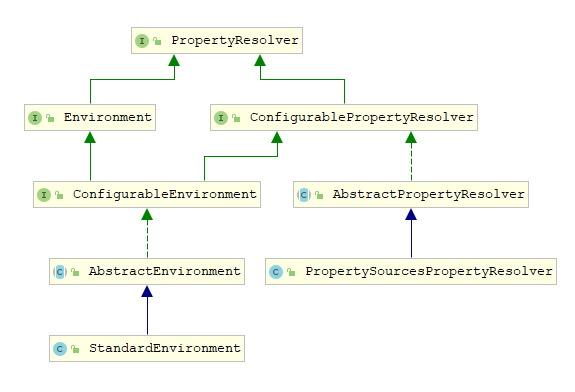 I PropertyResolver
I Environment
I ConfigurablePropertyResolver
I ConfigurableEnvironment
C AbstractPropertyResolver
C AbstractEnvironment
C PropertySourcesPropertyResolver
C StandardEnvironment